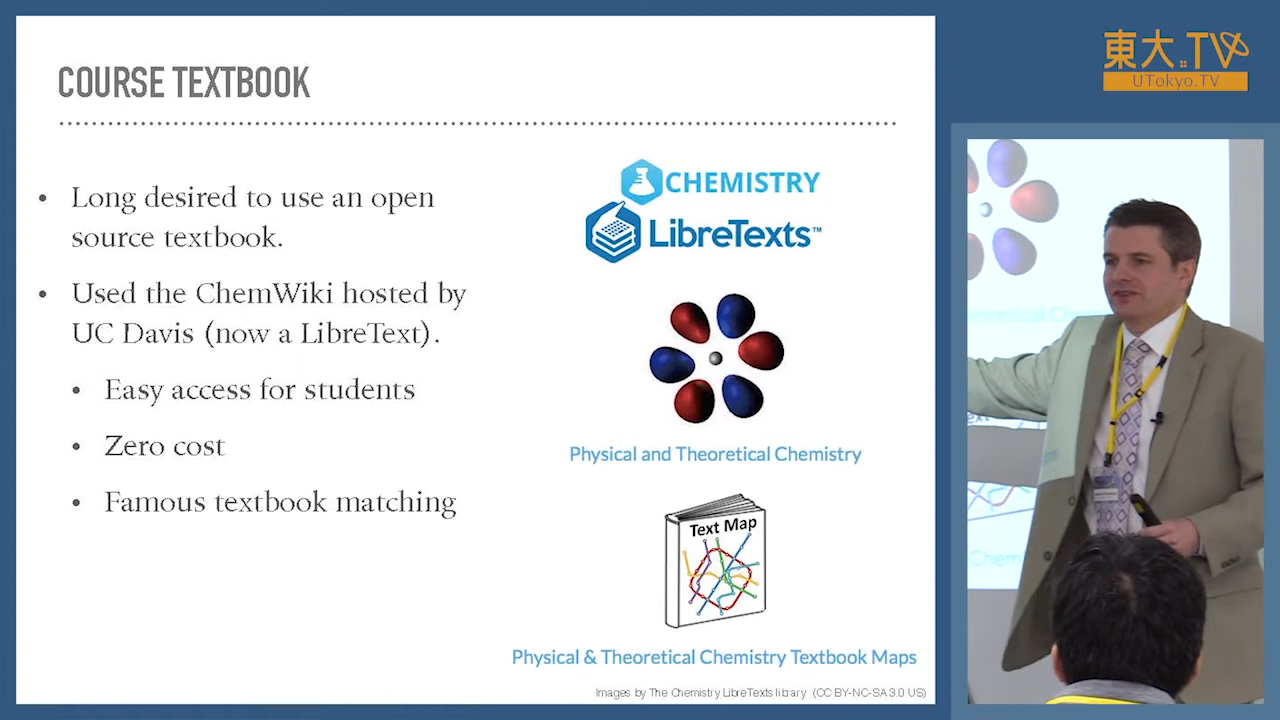 COURSE TEXTBOOK
• Long desired to use an open
source textbook.
• Used the ChemWiki hosted by
UC Davis (now a LibreText).
• Easy access for students
• Zero cost
• Famous textbook matching
CHEMISTRY
LibreTexts™
Physical and Theoretical Chemistry
Text Map
Physical & Theoretical Chemistry Textbook Maps
Images by The Chemistry LibreTexts library (CC BY-NC-SA 3.0 US)
東大.TV
UTokyo.TV